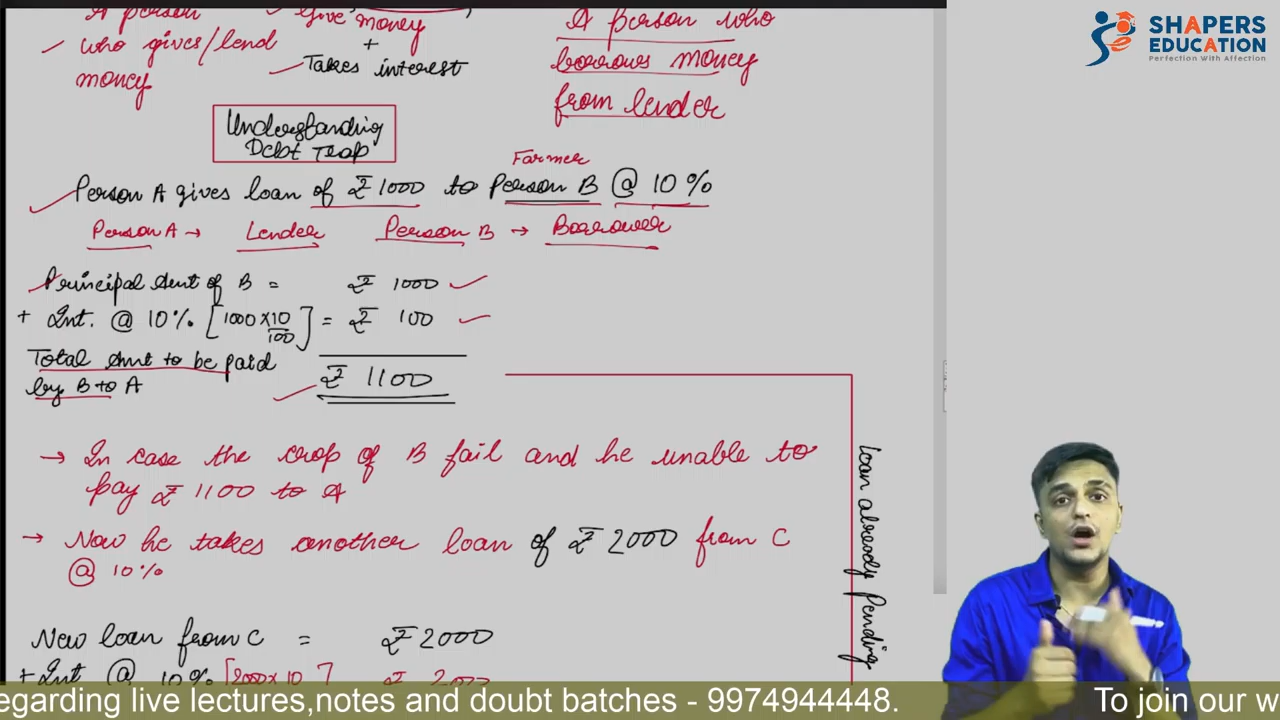 A person
who gives/lend
money
Give money
+
Takes interest
A person who
borrows money
from lender
SHAPERS
EDUCATION
Perfection With Affection
Understanding
Debt Trap
Farmer
Person A gives loan of ₹ 1000 to Person B @ 10%
Person A → Lender Person B → Borrower
Principal Amt of B = ₹ 1000
+ Int. @ 10% [1000 × 10/100] = ₹ 100
Total Amt to be paid
by B to A
₹ 1100
→ In case the crop of B fail and he unable to
pay ₹ 1100 to A
→ Now he takes another loan of ₹ 2000 from C
@ 10%
loan already Pending
New loan from C = ₹ 2000
+ Int @ 10% [2000 × 10
egarding live lectures,notes and doubt batches - 9974944448. To join our w